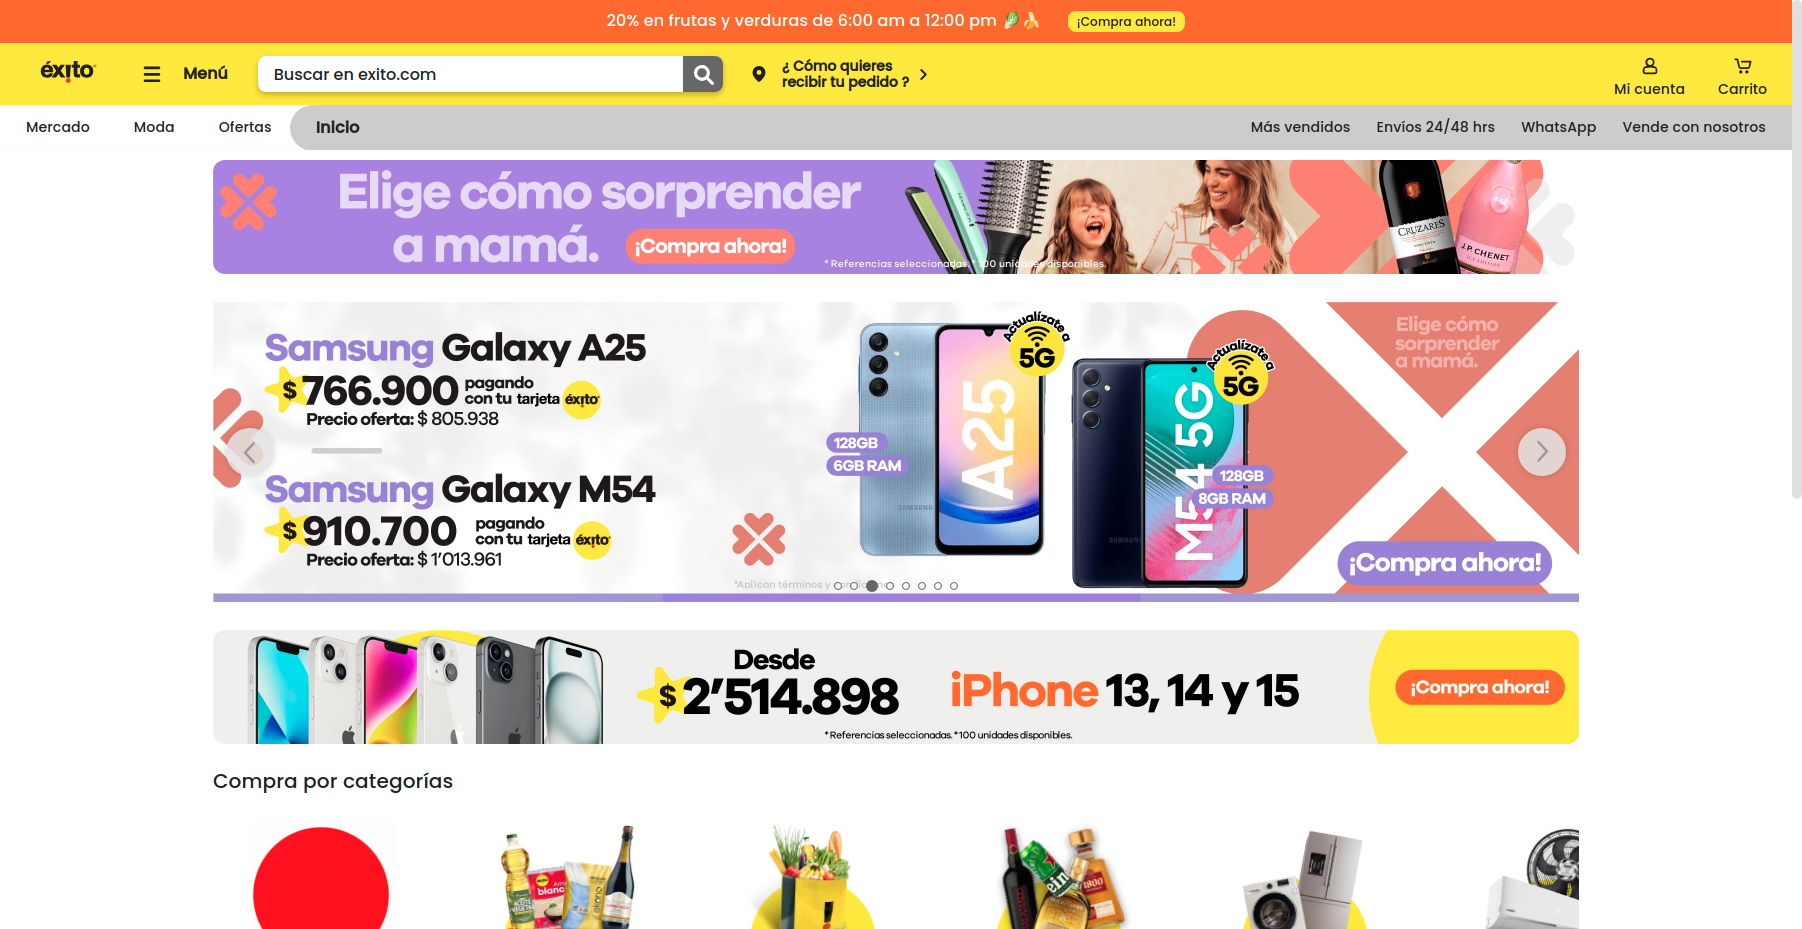 20% en frutas y verduras de 6:00 am a 12:00 pm 🥬🍌 ¡Compra ahora!
éxito
Menú
Buscar en exito.com
¿ Cómo quieres
recibir tu pedido ?
Mi cuenta
Carrito
Mercado Moda Ofertas Inicio Más vendidos Envíos 24/48 hrs WhatsApp Vende con nosotros
Elige cómo sorprender
a mamá. ¡Compra ahora!
* Referencias seleccionadas. * 100 unidades disponibles.
CRUZARES
J.P. CHENET
ICE EDITION
Samsung Galaxy A25
$ 766.900 pagando
con tu tarjeta éxito
Precio oferta: $ 805.938
Samsung Galaxy M54
$ 910.700 pagando
con tu tarjeta éxito
Precio oferta: $ 1'013.961
*Aplican términos y
Actualízate a
5G
A25
128GB
6GB RAM
SAMSUNG
Actualízate a
5G
M54 5G
128GB
8GB RAM
SAMSUNG
Elige cómo
sorprender
a mamá.
¡Compra ahora!
Desde
$ 2'514.898
iPhone 13, 14 y 15
¡Compra ahora!
* Referencias seleccionadas. * 100 unidades disponibles.
Compra por categorías